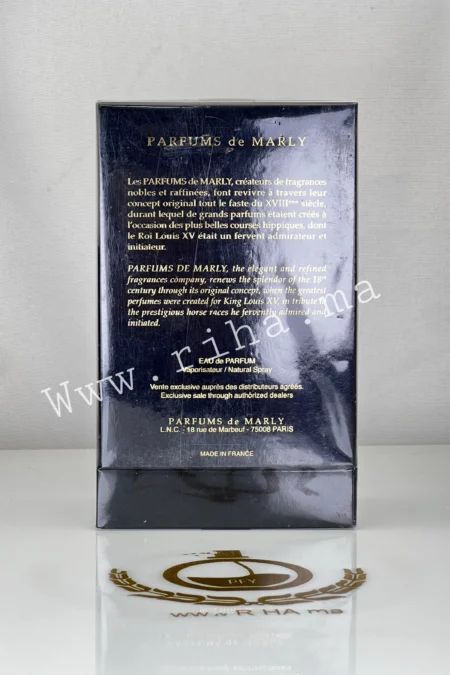 PARFUMS de MARLY
Les PARFUMS de MARLY, créateurs de fragrances
nobles et raffinées, font revivre à travers leur
concept original tout le faste du XVIIIème siècle,
durant lequel de grands parfums étaient créés à
l'occasion des plus belles courses hippiques, dont
le Roi Louis XV était un fervent admirateur et
initiateur.
PARFUMS DE MARLY, the elegant and refined
fragrances company, renews the splendor of the 18th
century through its original concept, when the greatest
perfumes were created for King Louis XV, in tribute to
the prestigious horse races he fervently admired and
initiated.
EAU de PARFUM
Vaporisateur / Natural Spray
Vente exclusive auprès des distributeurs agréés.
Exclusive sale through authorized dealers
PARFUMS de MARLY
L.N.C. - 18 rue de Marbeuf - 75008 PARIS
MADE IN FRANCE
www.riha.ma
www.RIHA.ma